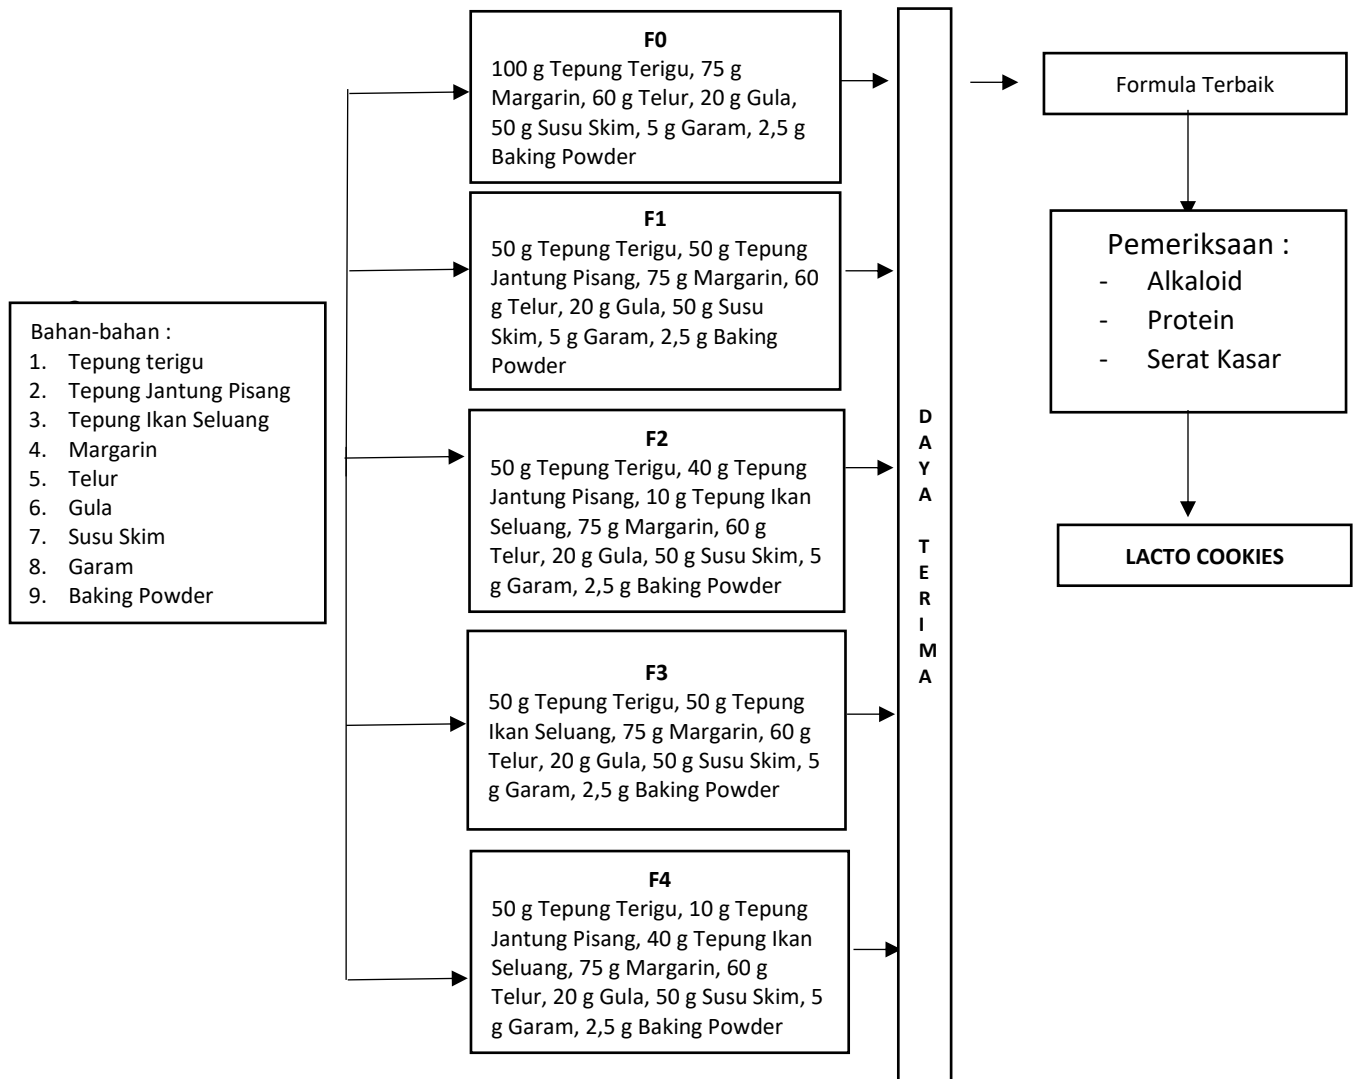 Bahan-bahan :
1. Tepung terigu
2. Tepung Jantung Pisang
3. Tepung Ikan Seluang
4. Margarin
5. Telur
6. Gula
7. Susu Skim
8. Garam
9. Baking Powder
F0
100 g Tepung Terigu, 75 g
Margarin, 60 g Telur, 20 g Gula,
50 g Susu Skim, 5 g Garam, 2,5 g
Baking Powder
F1
50 g Tepung Terigu, 50 g Tepung
Jantung Pisang, 75 g Margarin, 60
g Telur, 20 g Gula, 50 g Susu
Skim, 5 g Garam, 2,5 g Baking
Powder
F2
50 g Tepung Terigu, 40 g Tepung
Jantung Pisang, 10 g Tepung Ikan
Seluang, 75 g Margarin, 60 g
Telur, 20 g Gula, 50 g Susu Skim, 5
g Garam, 2,5 g Baking Powder
F3
50 g Tepung Terigu, 50 g Tepung
Ikan Seluang, 75 g Margarin, 60 g
Telur, 20 g Gula, 50 g Susu Skim, 5
g Garam, 2,5 g Baking Powder
F4
50 g Tepung Terigu, 10 g Tepung
Jantung Pisang, 40 g Tepung Ikan
Seluang, 75 g Margarin, 60 g
Telur, 20 g Gula, 50 g Susu Skim, 5
g Garam, 2,5 g Baking Powder
D
A
Y
A
T
E
R
I
M
A
Formula Terbaik
Pemeriksaan :
- Alkaloid
- Protein
- Serat Kasar
LACTO COOKIES